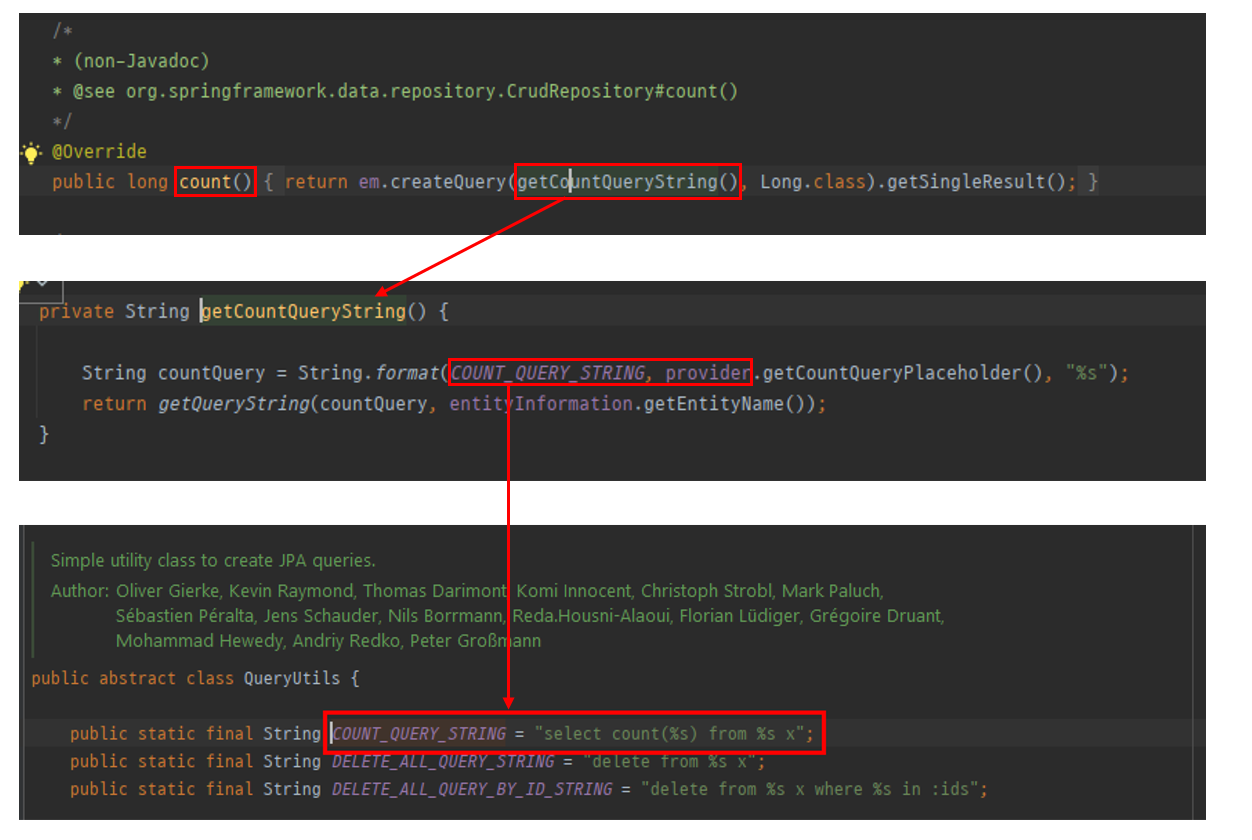 /*
* (non-Javadoc)
* @see org.springframework.data.repository.CrudRepository#count()
*/
@Override
public long count() { return em.createQuery(getCountQueryString(), Long.class).getSingleResult(); }
private String getCountQueryString() {
String countQuery = String.format(COUNT_QUERY_STRING, provider.getCountQueryPlaceholder(), "%s");
return getQueryString(countQuery, entityInformation.getEntityName());
}
Simple utility class to create JPA queries.
Author: Oliver Gierke, Kevin Raymond, Thomas Darimont, Komi Innocent, Christoph Strobl, Mark Paluch,
Sébastien Péralta, Jens Schauder, Nils Borrmann, Reda.Housni-Alaoui, Florian Lüdiger, Grégoire Druant,
Mohammad Hewedy, Andriy Redko, Peter Großmann
public abstract class QueryUtils {
public static final String COUNT_QUERY_STRING = "select count(%s) from %s x";
public static final String DELETE_ALL_QUERY_STRING = "delete from %s x";
public static final String DELETE_ALL_QUERY_BY_ID_STRING = "delete from %s x where %s in :ids";